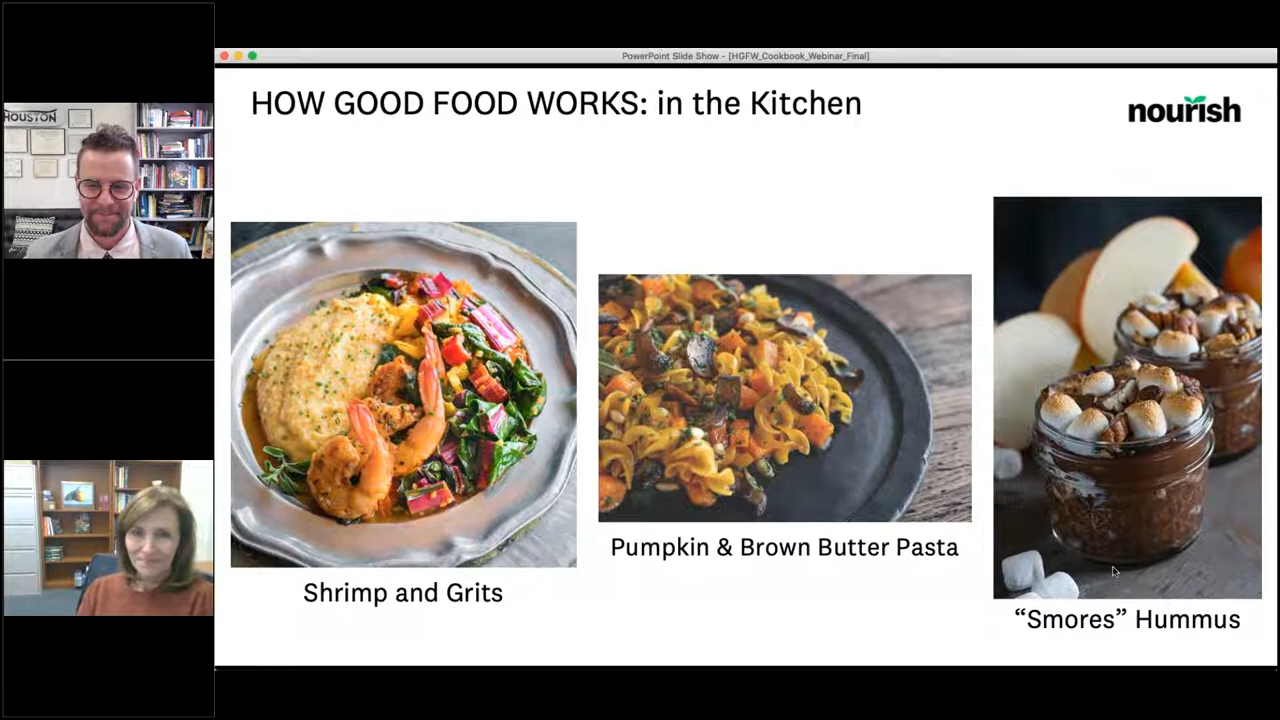 PowerPoint Slide Show - [HGFW_Cookbook_Webinar_Final]
HOW GOOD FOOD WORKS: in the Kitchen
nourish
HOUSTON
Shrimp and Grits
Pumpkin & Brown Butter Pasta
“Smores” Hummus